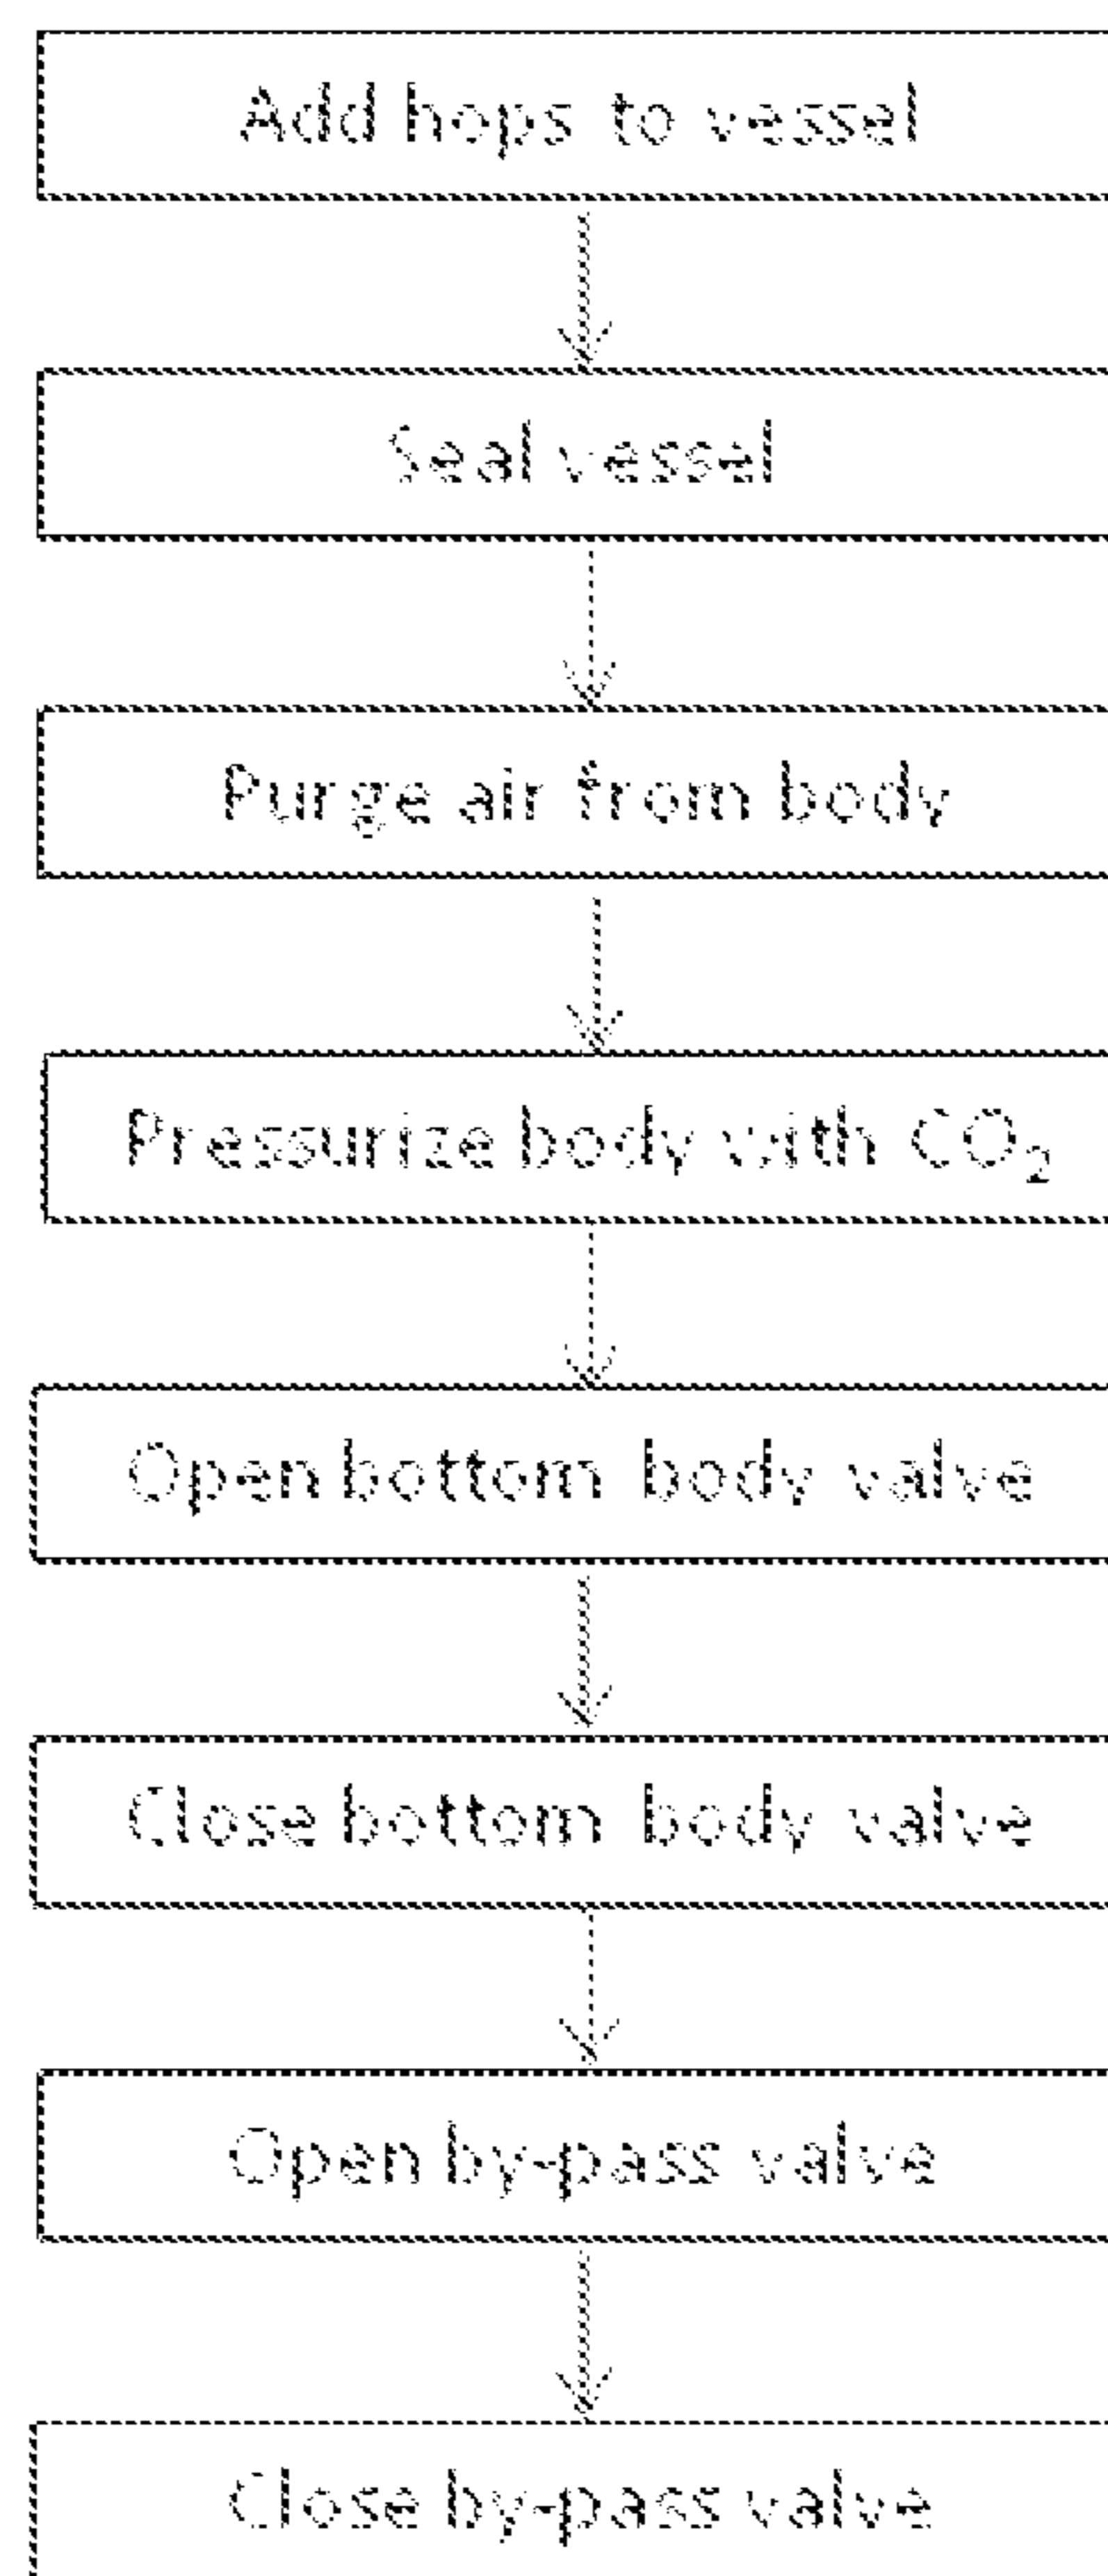 Add hops to vessel
Seal vessel
Purge air from body
Pressurize body with CO₂
Open bottom body valve
Close bottom body valve
Open by-pass valve
Close by-pass valve